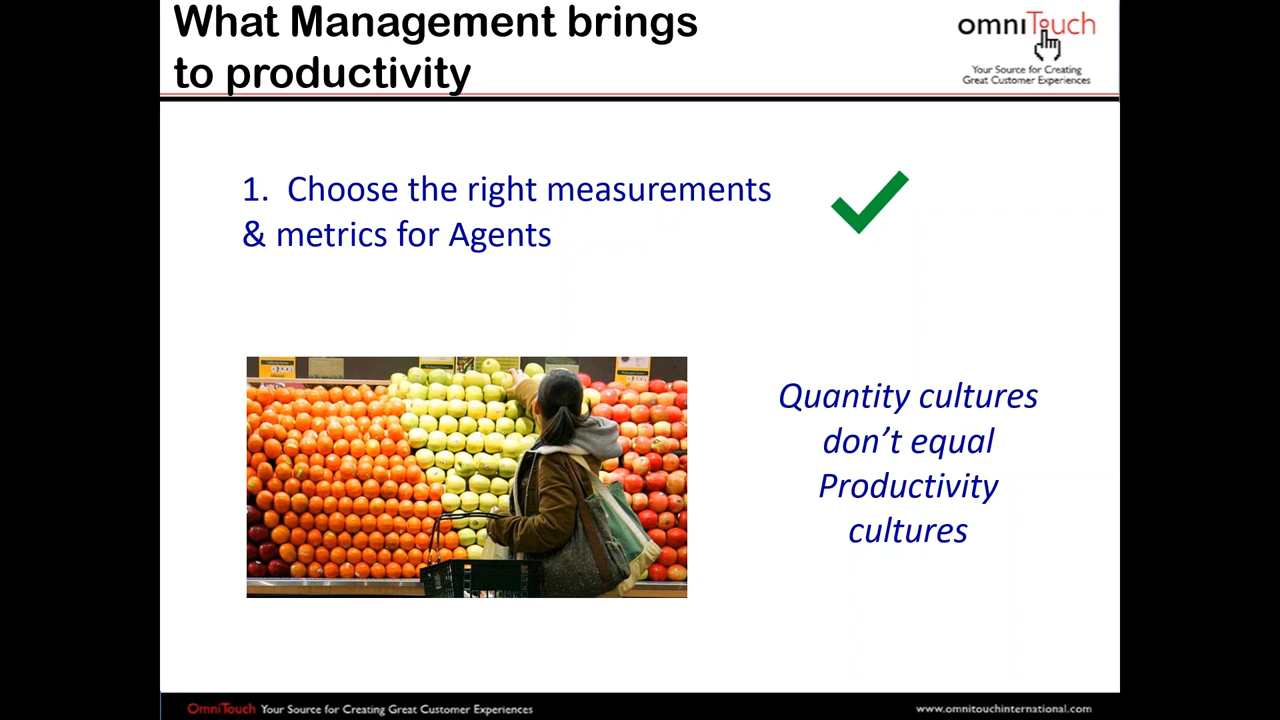 What Management brings
to productivity
omniTouch
Your Source for Creating
Great Customer Experiences
1. Choose the right measurements
& metrics for Agents
Quantity cultures
don’t equal
Productivity
cultures
OmniTouch Your Source for Creating Great Customer Experiences
www.omnitouchinternational.com